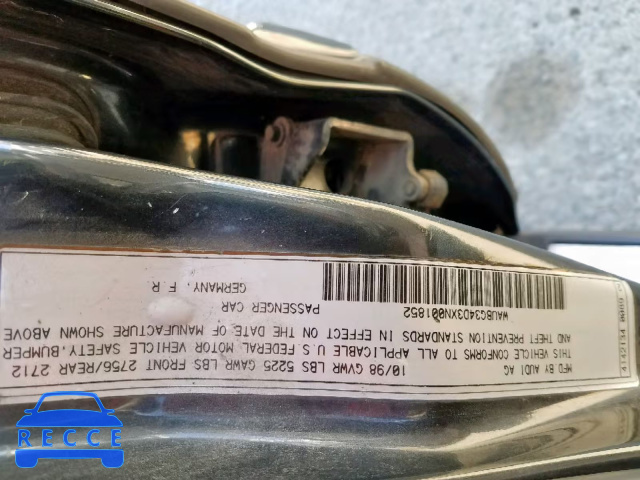 MFD BY AUDI AG
10/98 GVWR LBS 5225 GAWR LBS FRONT 2756/REAR 2712
THIS VEHICLE CONFORMS TO ALL APPLICABLE U S FEDERAL MOTOR VEHICLE SAFETY.BUMPER
AND THEFT PREVENTION STANDARDS IN EFFECT ON THE DATE OF MANUFACTURE SHOWN ABOVE
WAUBG34D3XN001852 PASSENGER CAR
GERMANY, F R
4142134
RECCE